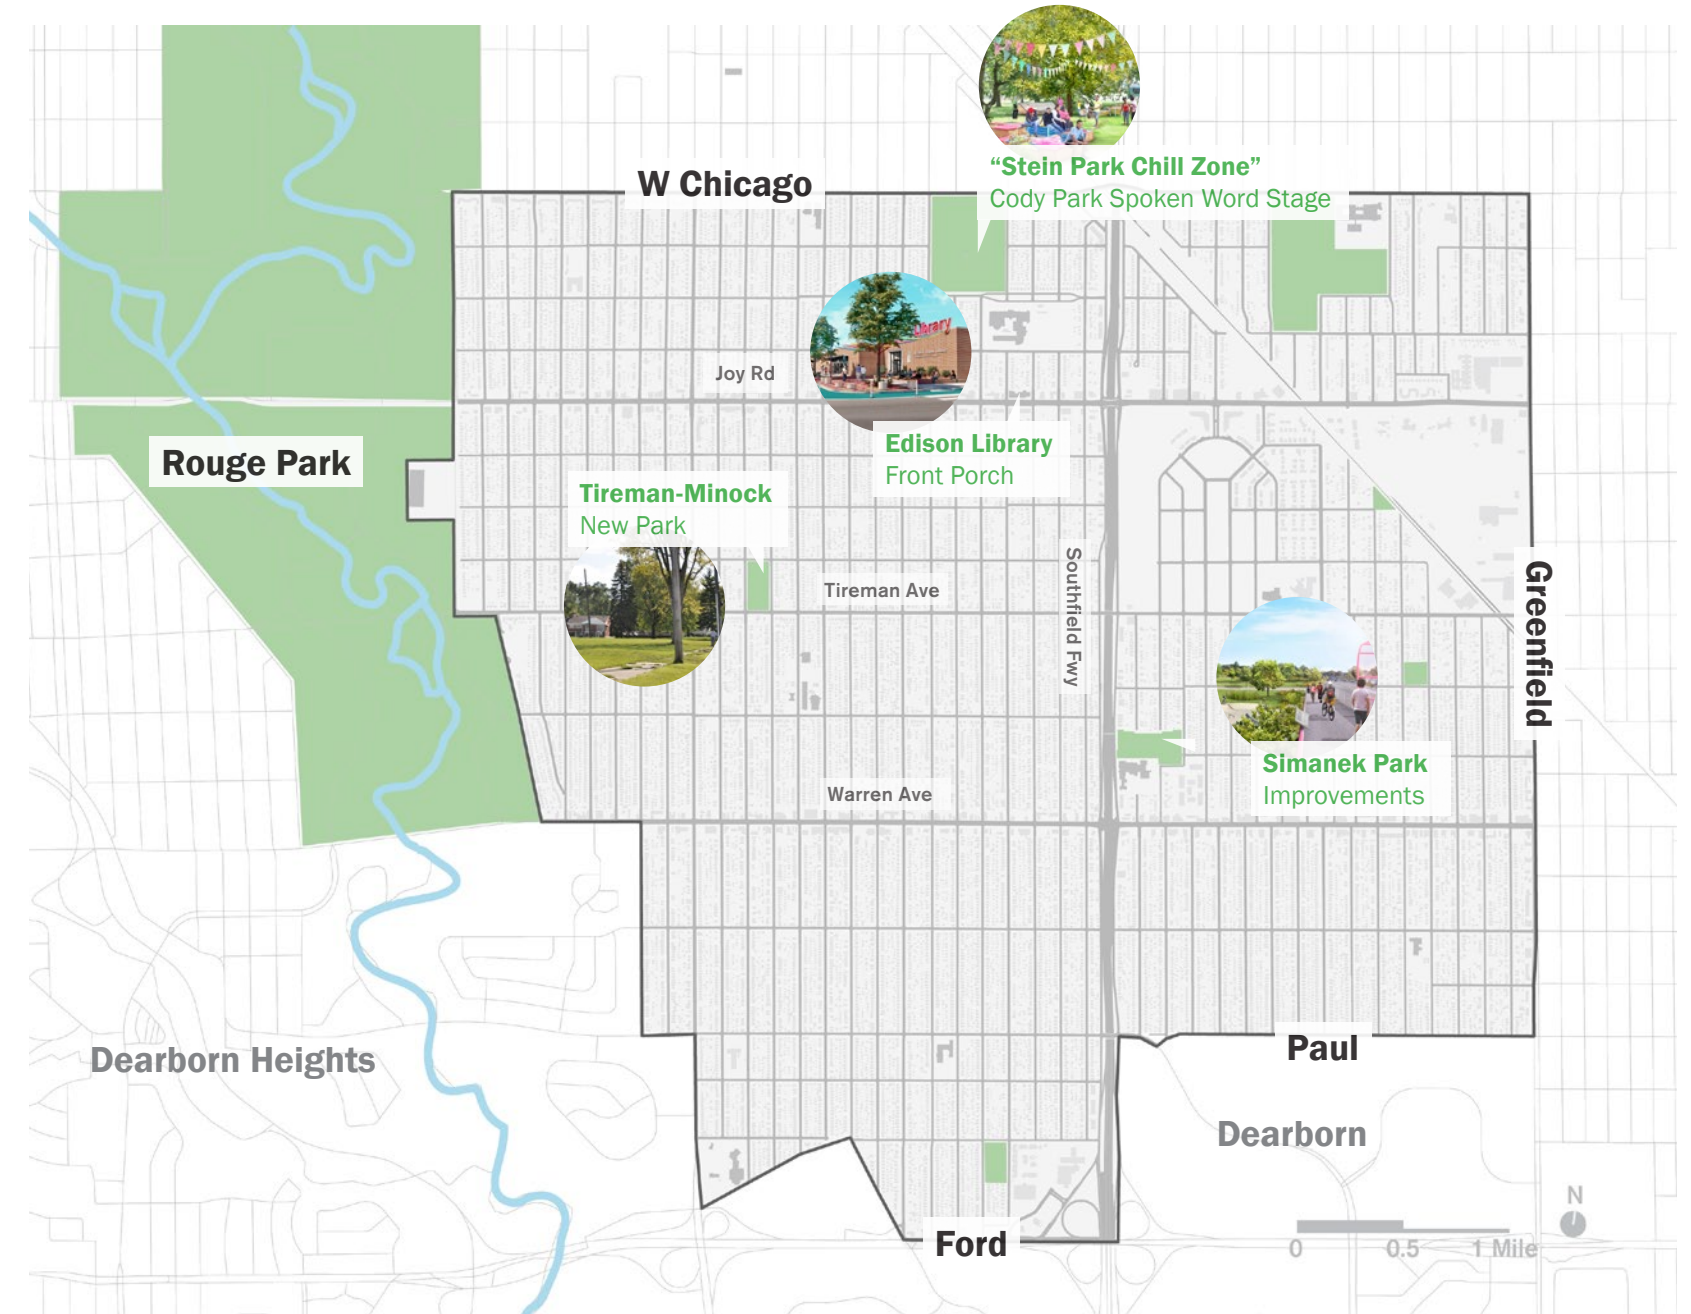 “Stein Park Chill Zone”
Cody Park Spoken Word Stage
W Chicago
Library
Joy Rd
Edison Library
Front Porch
Rouge Park
Tireman-Minock
New Park
Tireman Ave
Southfield Fwy
Greenfield
Simanek Park
Improvements
Warren Ave
Paul
Dearborn Heights
Dearborn
N
Ford
0 0.5 1 Mile